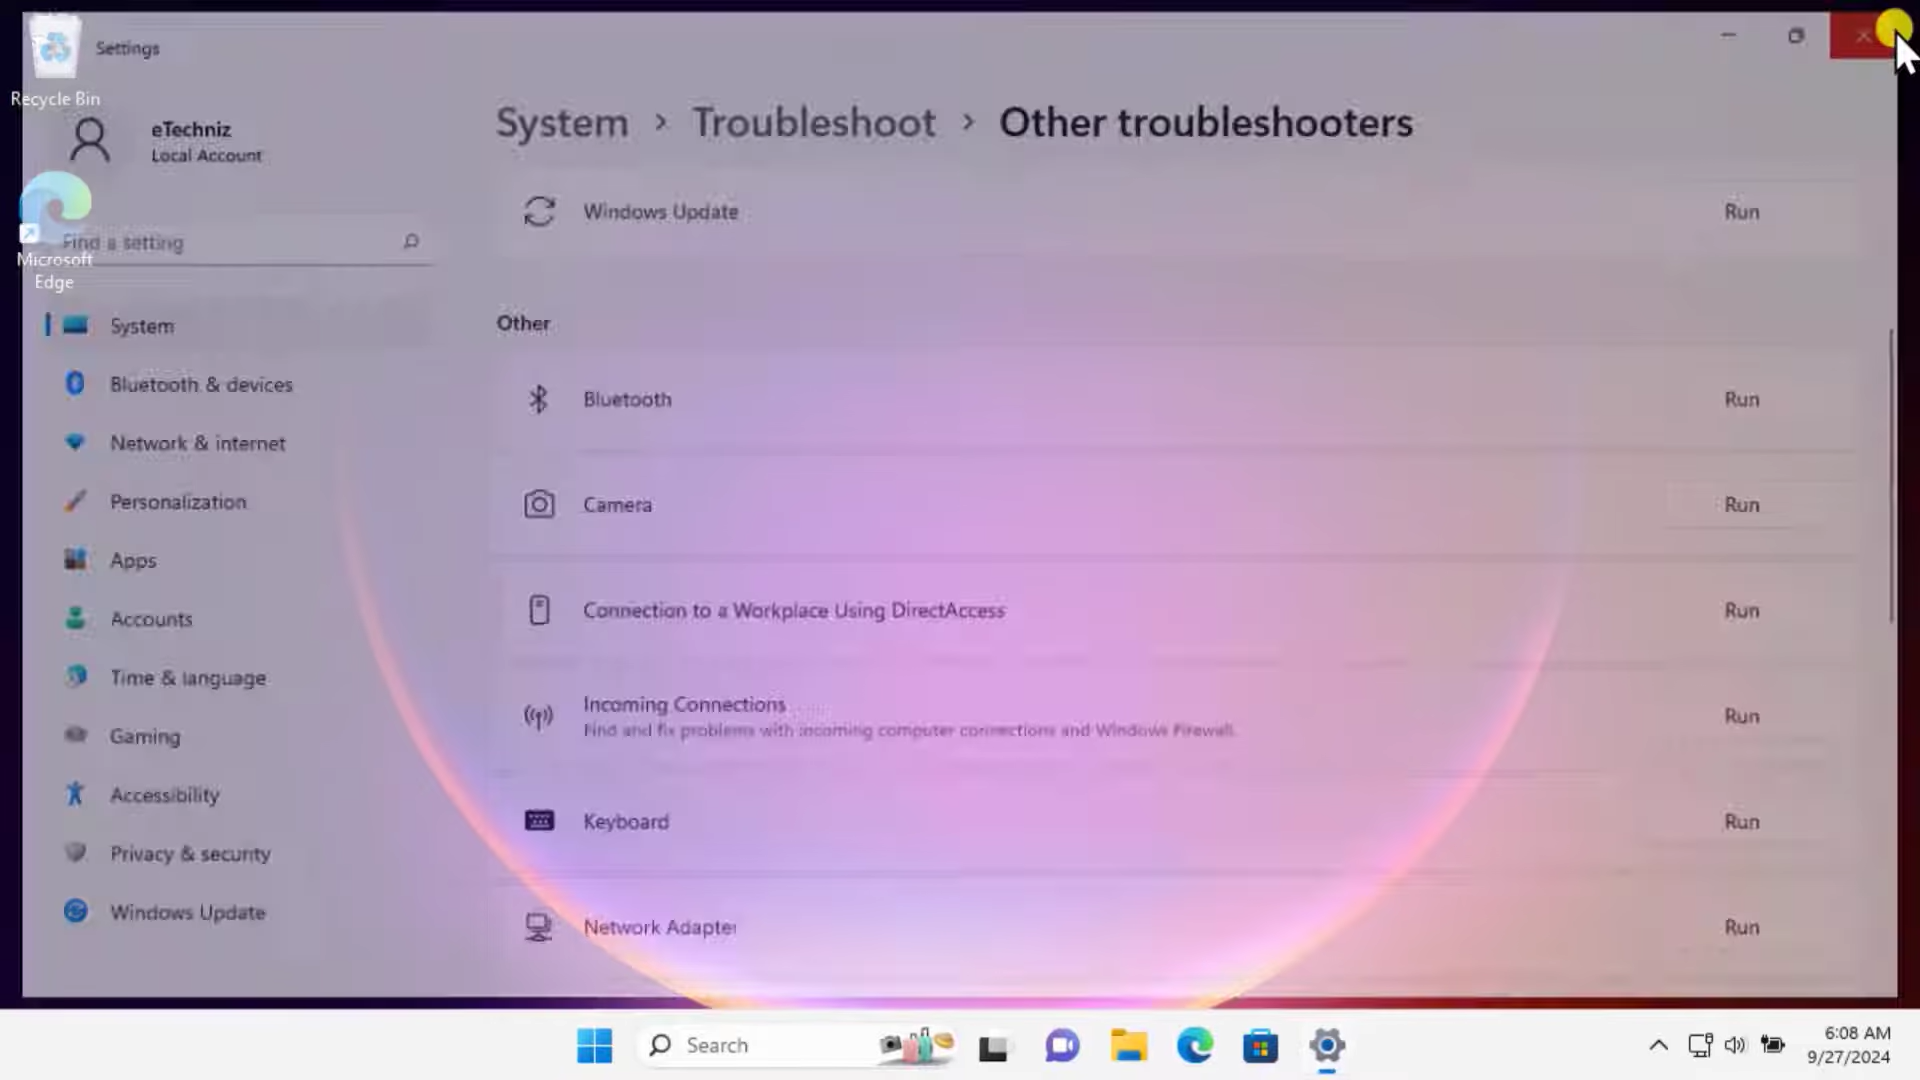 Settings
Recycle Bin
eTechniz
Local Account
Find a setting
Microsoft
Edge
System
Bluetooth & devices
Network & internet
Personalization
Apps
Accounts
Time & language
Gaming
Accessibility
Privacy & security
Windows Update
System > Troubleshoot > Other troubleshooters
Windows Update Run
Other
Bluetooth Run
Camera Run
Connection to a Workplace Using DirectAccess Run
Incoming Connections
Find and fix problems with incoming computer connections and Windows Firewall. Run
Keyboard Run
Network Adapter Run
Search
6:08 AM
9/27/2024